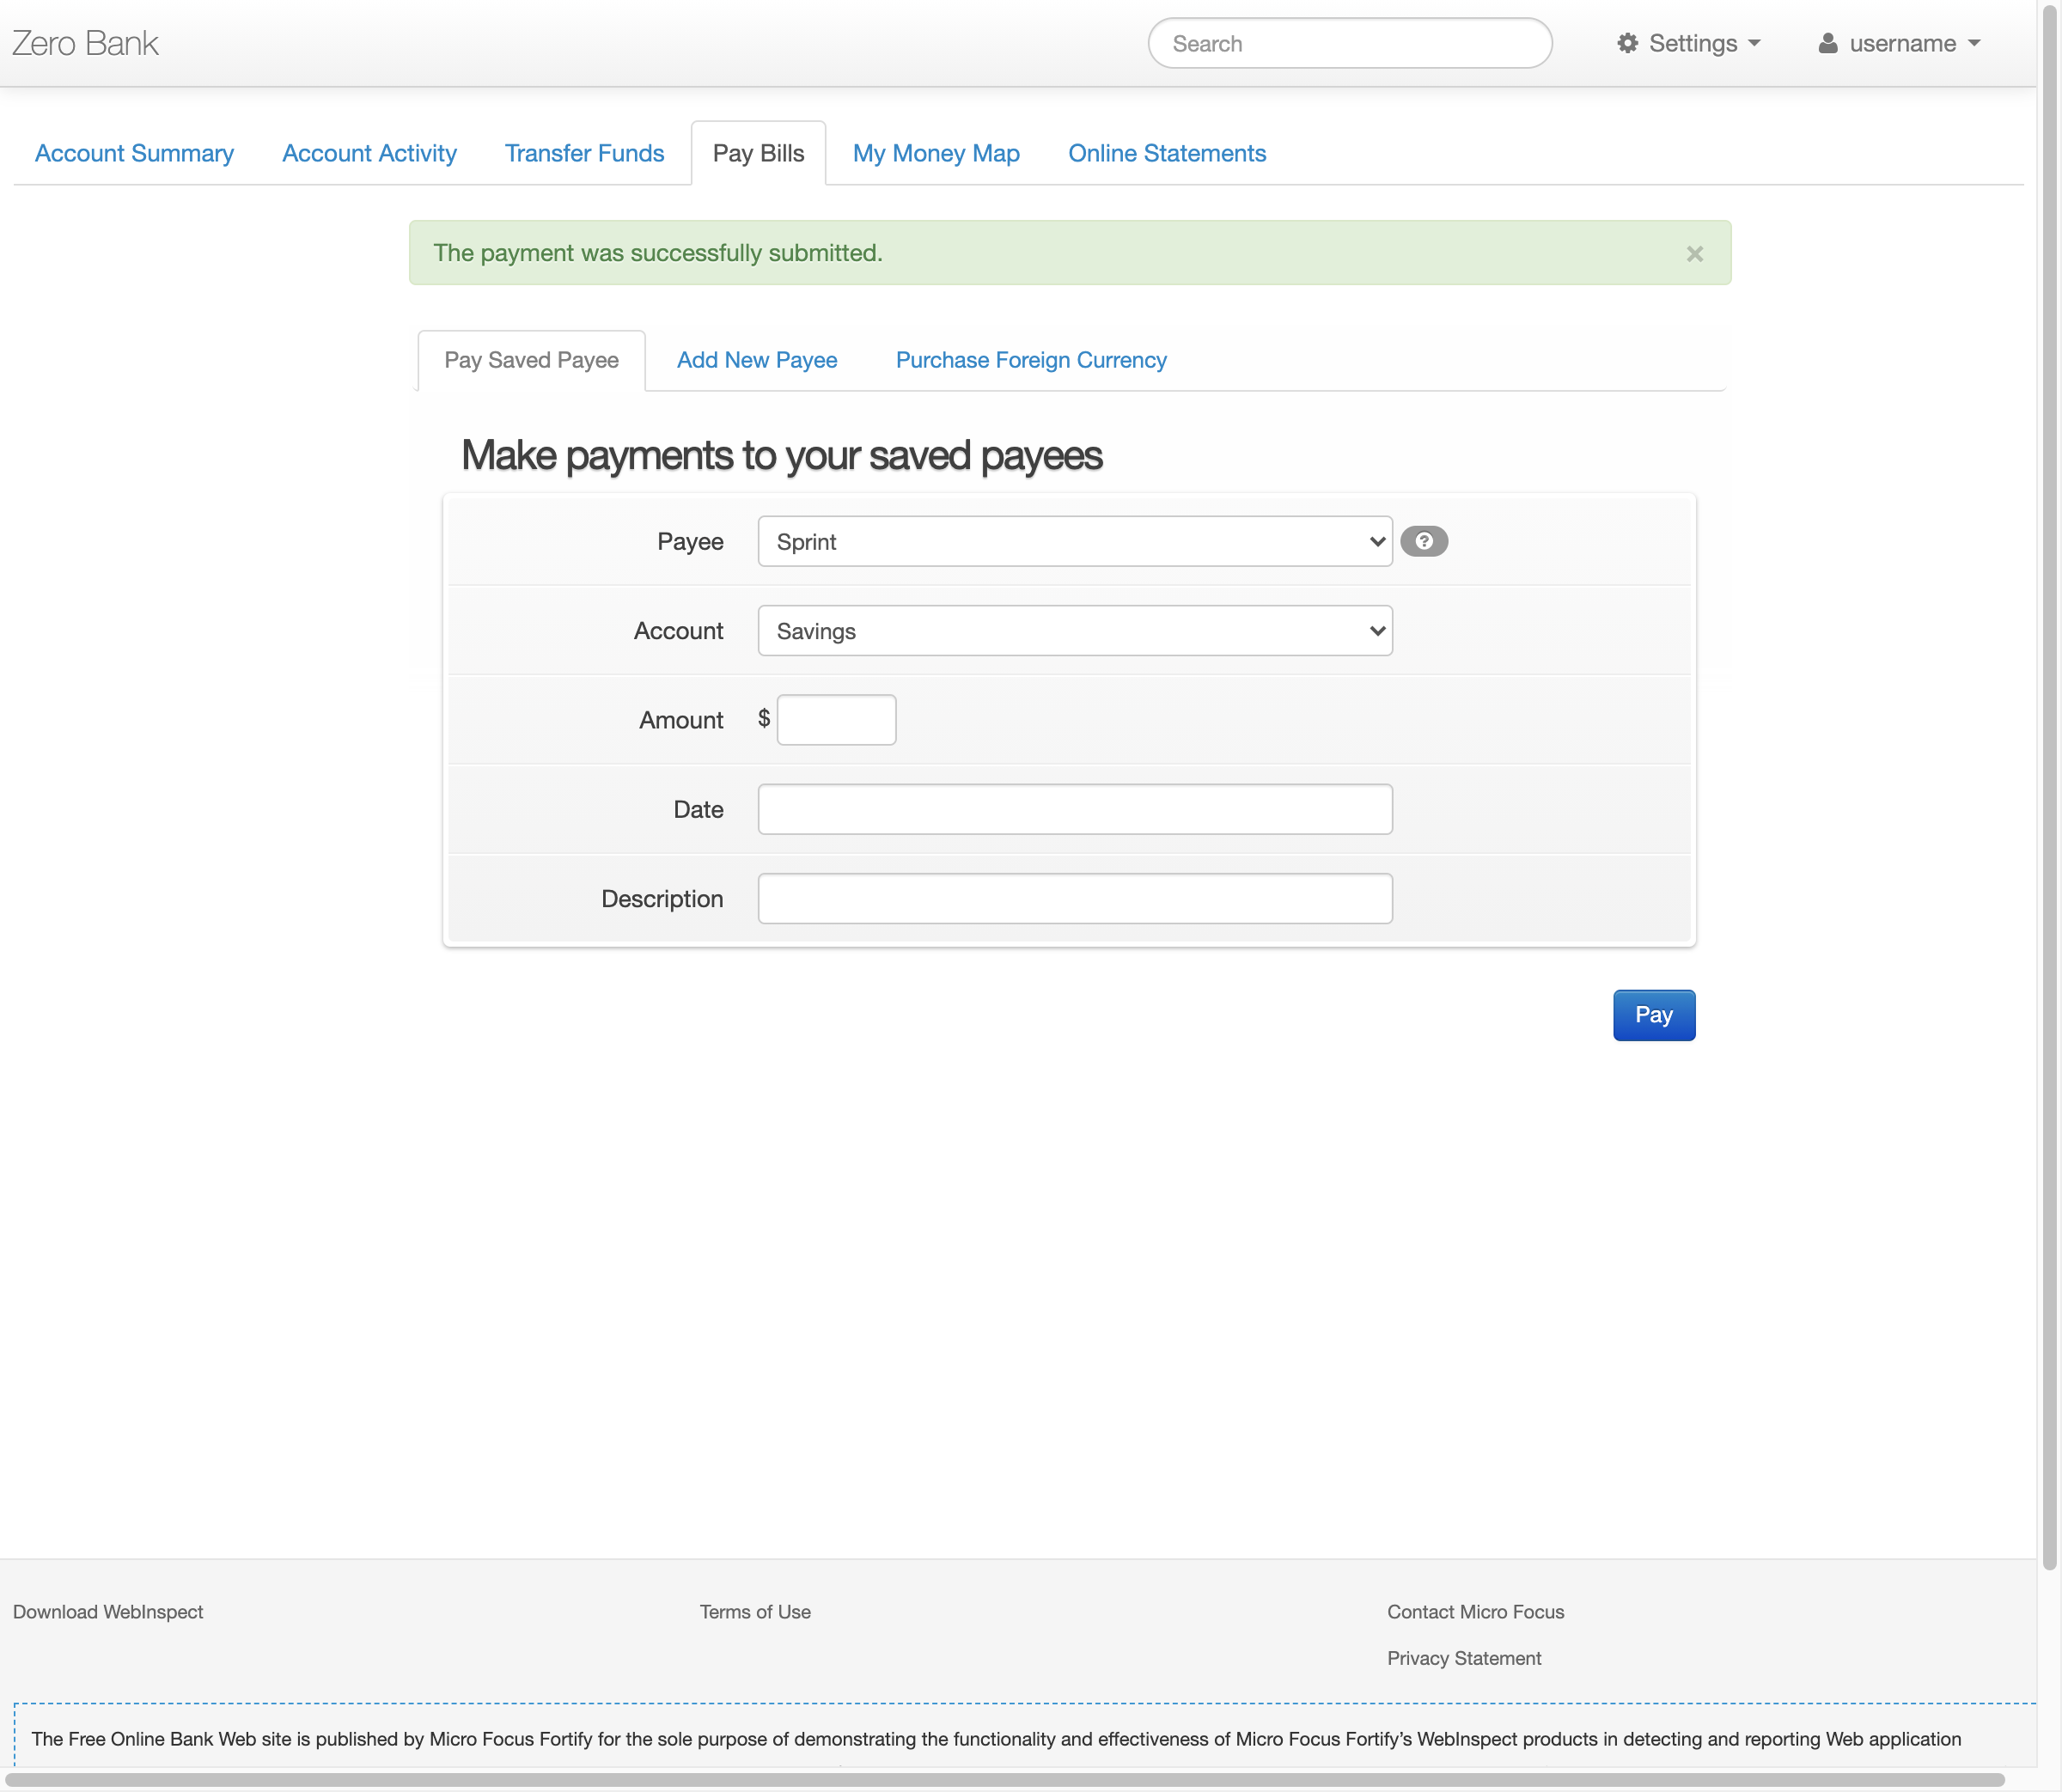 Zero Bank
Search
Settings
username
Account Summary
Account Activity
Transfer Funds
Pay Bills
My Money Map
Online Statements
The payment was successfully submitted.
×
Pay Saved Payee
Add New Payee
Purchase Foreign Currency
Make payments to your saved payees
Payee
Sprint
?
Account
Savings
Amount
$
Date
Description
Pay
Download WebInspect
Terms of Use
Contact Micro Focus
Privacy Statement
The Free Online Bank Web site is published by Micro Focus Fortify for the sole purpose of demonstrating the functionality and effectiveness of Micro Focus Fortify’s WebInspect products in detecting and reporting Web application